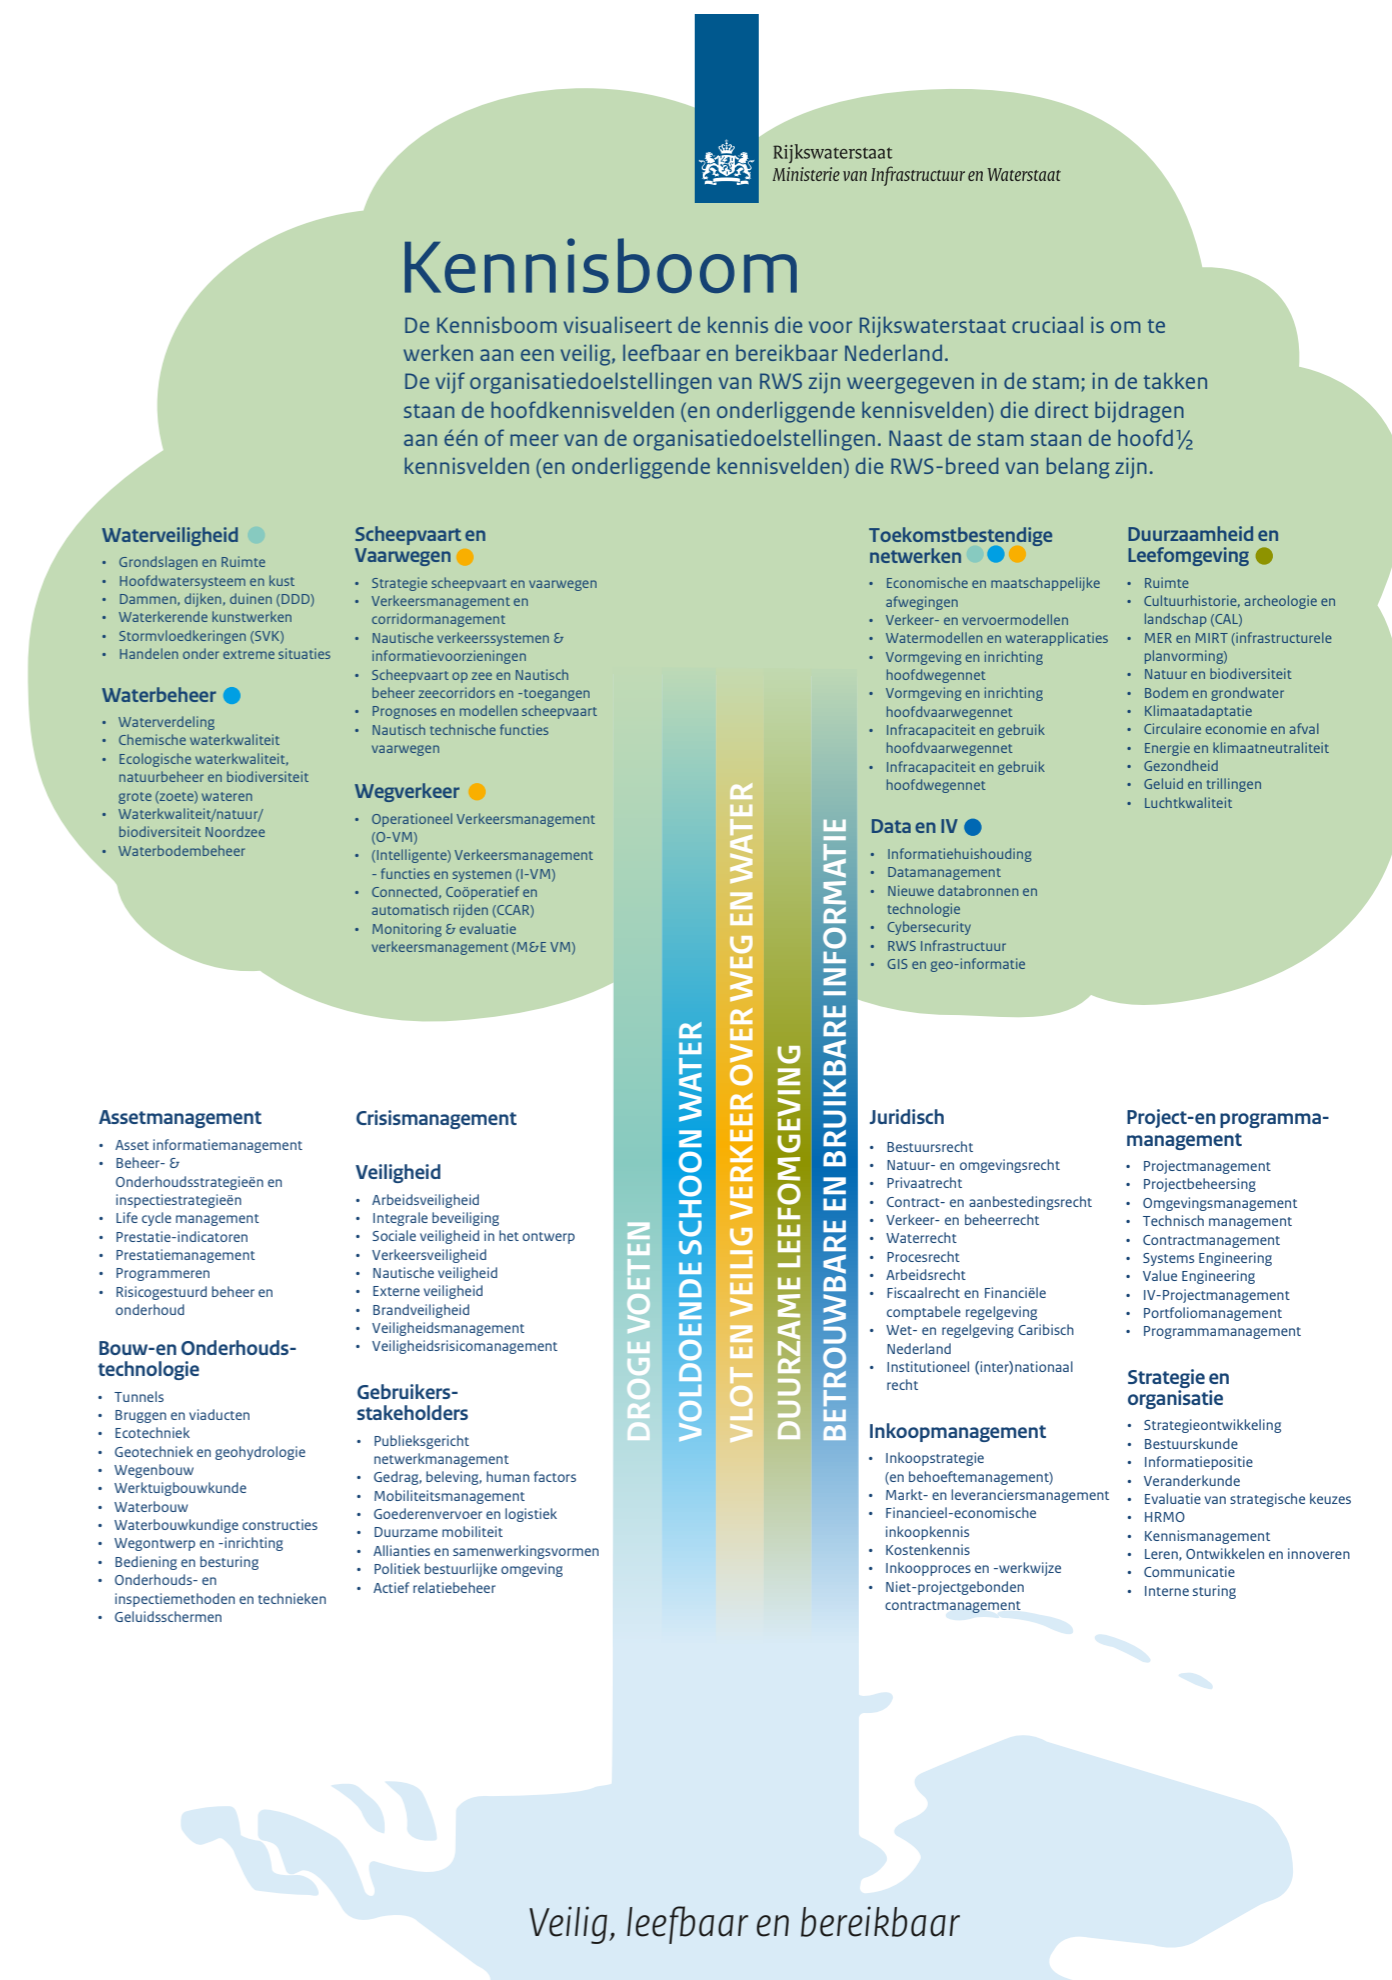 Rijkswaterstaat
Ministerie van Infrastructuur en Waterstaat
Kennisboom
De Kennisboom visualiseert de kennis die voor Rijkswaterstaat cruciaal is om te
werken aan een veilig, leefbaar en bereikbaar Nederland.
De vijf organisatiedoelstellingen van RWS zijn weergegeven in de stam; in de takken
staan de hoofdkennisvelden (en onderliggende kennisvelden) die direct bijdragen
aan één of meer van de organisatiedoelstellingen. Naast de stam staan de hoofd½
kennisvelden (en onderliggende kennisvelden) die RWS-breed van belang zijn.
Waterveiligheid
• Grondslagen en Ruimte
• Hoofdwatersysteem en kust
• Dammen, dijken, duinen (DDD)
• Waterkerende kunstwerken
• Stormvloedkeringen (SVK)
• Handelen onder extreme situaties
Waterbeheer
• Waterverdeling
• Chemische waterkwaliteit
• Ecologische waterkwaliteit,
natuurbeheer en biodiversiteit
grote (zoete) wateren
• Waterkwaliteit/natuur/
biodiversiteit Noordzee
• Waterbodembeheer
Scheepvaart en
Vaarwegen
• Strategie scheepvaart en vaarwegen
• Verkeersmanagement en
corridormanagement
• Nautische verkeerssystemen &
informatievoorzieningen
• Scheepvaart op zee en Nautisch
beheer zeecorridors en -toegangen
• Prognoses en modellen scheepvaart
• Nautisch technische functies
vaarwegen
Wegverkeer
• Operationeel Verkeersmanagement
(O-VM)
• (Intelligente) Verkeersmanagement
- functies en systemen (I-VM)
• Connected, Coöperatief en
automatisch rijden (CCAR)
• Monitoring & evaluatie
verkeersmanagement (M&E VM)
Toekomstbestendige
netwerken
• Economische en maatschappelijke
afwegingen
• Verkeer- en vervoermodellen
• Watermodellen en waterapplicaties
• Vormgeving en inrichting
hoofdwegennet
• Vormgeving en inrichting
hoofdvaarwegennet
• Infracapaciteit en gebruik
hoofdvaarwegennet
• Infracapaciteit en gebruik
hoofdwegennet
Data en IV
• Informatiehuishouding
• Datamanagement
• Nieuwe databronnen en
technologie
• Cybersecurity
• RWS Infrastructuur
• GIS en geo-informatie
Duurzaamheid en
Leefomgeving
• Ruimte
• Cultuurhistorie, archeologie en
landschap (CAL)
• MER en MIRT (infrastructurele
planvorming)
• Natuur en biodiversiteit
• Bodem en grondwater
• Klimaatadaptatie
• Circulaire economie en afval
• Energie en klimaatneutraliteit
• Gezondheid
• Geluid en trillingen
• Luchtkwaliteit
DROGE VOETEN
VOLDOENDE SCHOON WATER
VLOT EN VEILIG VERKEER OVER WEG EN WATER
DUURZAME LEEFOMGEVING
BETROUWBARE EN BRUIKBARE INFORMATIE
Assetmanagement
• Asset informatiemanagement
• Beheer- &
Onderhoudsstrategieën en
inspectiestrategieën
• Life cycle management
• Prestatie-indicatoren
• Prestatiemanagement
• Programmeren
• Risicogestuurd beheer en
onderhoud
Bouw-en Onderhouds-
technologie
• Tunnels
• Bruggen en viaducten
• Ecotechniek
• Geotechniek en geohydrologie
• Wegenbouw
• Werktuigbouwkunde
• Waterbouw
• Waterbouwkundige constructies
• Wegontwerp en -inrichting
• Bediening en besturing
• Onderhouds- en
inspectiemethoden en technieken
• Geluidsschermen
Crisismanagement
Veiligheid
• Arbeidsveiligheid
• Integrale beveiliging
• Sociale veiligheid in het ontwerp
• Verkeersveiligheid
• Nautische veiligheid
• Externe veiligheid
• Brandveiligheid
• Veiligheidsmanagement
• Veiligheidsrisicomanagement
Gebruikers-
stakeholders
• Publieksgericht
netwerkmanagement
• Gedrag, beleving, human factors
• Mobiliteitsmanagement
• Goederenvervoer en logistiek
• Duurzame mobiliteit
• Allianties en samenwerkingsvormen
• Politiek bestuurlijke omgeving
• Actief relatiebeheer
Juridisch
• Bestuursrecht
• Natuur- en omgevingsrecht
• Privaatrecht
• Contract- en aanbestedingsrecht
• Verkeer- en beheerrecht
• Waterrecht
• Procesrecht
• Arbeidsrecht
• Fiscaalrecht en Financiële
comptabele regelgeving
• Wet- en regelgeving Caribisch
Nederland
• Institutioneel (inter)nationaal
recht
Inkoopmanagement
• Inkoopstrategie
(en behoeftemanagement)
• Markt- en leveranciersmanagement
• Financieel-economische
inkoopkennis
• Kostenkennis
• Inkoopproces en -werkwijze
• Niet-projectgebonden
contractmanagement
Project-en programma-
management
• Projectmanagement
• Projectbeheersing
• Omgevingsmanagement
• Technisch management
• Contractmanagement
• Systems Engineering
• Value Engineering
• IV-Projectmanagement
• Portfoliomanagement
• Programmamanagement
Strategie en
organisatie
• Strategieontwikkeling
• Bestuurskunde
• Informatiepositie
• Veranderkunde
• Evaluatie van strategische keuzes
• HRMO
• Kennismanagement
• Leren, Ontwikkelen en innoveren
• Communicatie
• Interne sturing
Veilig, leefbaar en bereikbaar